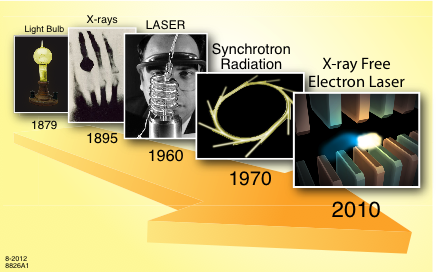 Light Bulb
1879
X-rays
1895
LASER
1960
Synchrotron
Radiation
1970
X-ray Free
Electron Laser
2010
8-2012
8826A1